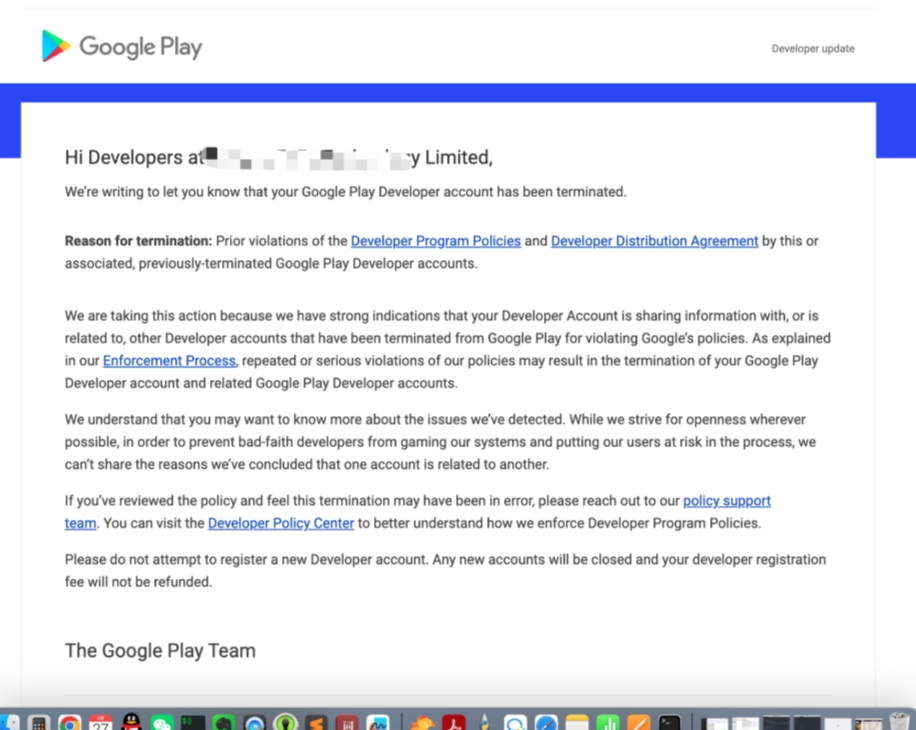 Google Play
Developer update
Hi Developers at Limited,
We're writing to let you know that your Google Play Developer account has been terminated.
Reason for termination: Prior violations of the Developer Program Policies and Developer Distribution Agreement by this or
associated, previously-terminated Google Play Developer accounts.
We are taking this action because we have strong indications that your Developer Account is sharing information with, or is
related to, other Developer accounts that have been terminated from Google Play for violating Google's policies. As explained
in our Enforcement Process, repeated or serious violations of our policies may result in the termination of your Google Play
Developer account and related Google Play Developer accounts.
We understand that you may want to know more about the issues we've detected. While we strive for openness wherever
possible, in order to prevent bad-faith developers from gaming our systems and putting our users at risk in the process, we
can't share the reasons we've concluded that one account is related to another.
If you've reviewed the policy and feel this termination may have been in error, please reach out to our policy support
team. You can visit the Developer Policy Center to better understand how we enforce Developer Program Policies.
Please do not attempt to register a new Developer account. Any new accounts will be closed and your developer registration
fee will not be refunded.
The Google Play Team
27